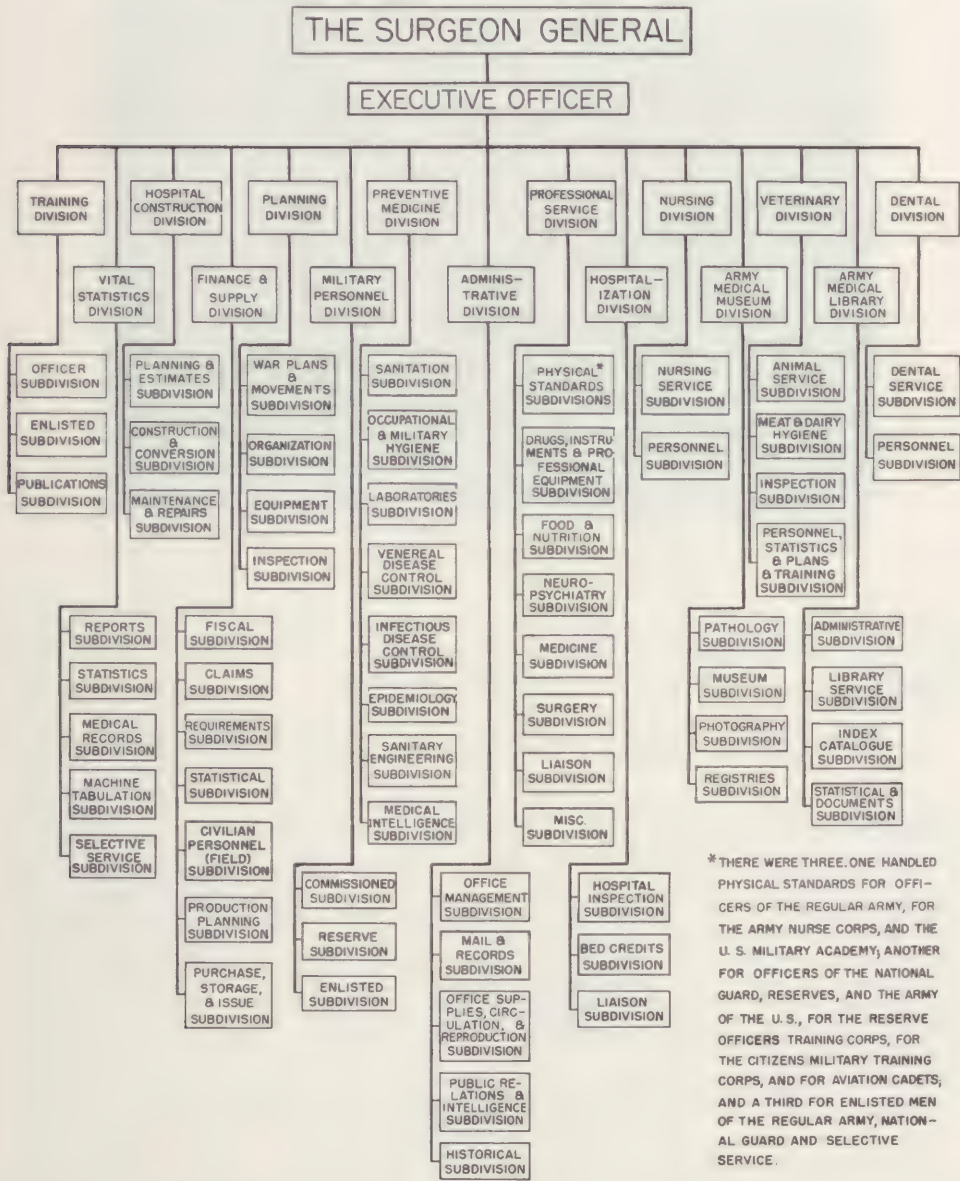 THE SURGEON GENERAL
EXECUTIVE OFFICER
TRAINING
DIVISION
HOSPITAL
CONSTRUCTION
DIVISION
PLANNING
DIVISION
PREVENTIVE
MEDICINE
DIVISION
PROFESSIONAL
SERVICE
DIVISION
NURSING
DIVISION
VETERINARY
DIVISION
DENTAL
DIVISION
VITAL
STATISTICS
DIVISION
FINANCE &
SUPPLY
DIVISION
MILITARY
PERSONNEL
DIVISION
ADMINIS-
TRATIVE
DIVISION
HOSPITAL-
IZATION
DIVISION
ARMY
MEDICAL
MUSEUM
DIVISION
ARMY
MEDICAL
LIBRARY
DIVISION
OFFICER
SUBDIVISION
ENLISTED
SUBDIVISION
PUBLICATIONS
SUBDIVISION
PLANNING &
ESTIMATES
SUBDIVISION
CONSTRUCTION
&
CONVERSION
SUBDIVISION
MAINTENANCE
& REPAIRS
SUBDIVISION
WAR PLANS
&
MOVEMENTS
SUBDIVISION
ORGANIZATION
SUBDIVISION
EQUIPMENT
SUBDIVISION
INSPECTION
SUBDIVISION
SANITATION
SUBDIVISION
OCCUPATIONAL
& MILITARY
HYGIENE
SUBDIVISION
LABORATORIES
SUBDIVISION
VENEREAL
DISEASE
CONTROL
SUBDIVISION
INFECTIOUS
DISEASE
CONTROL
SUBDIVISION
EPIDEMIOLOGY
SUBDIVISION
SANITARY
ENGINEERING
SUBDIVISION
MEDICAL
INTELLIGENCE
SUBDIVISION
PHYSICAL*
STANDARDS
SUBDIVISIONS
DRUGS, INSTRU-
MENTS & PRO-
FESSIONAL
EQUIPMENT
SUBDIVISION
FOOD &
NUTRITION
SUBDIVISION
NEURO-
PSYCHIATRY
SUBDIVISION
MEDICINE
SUBDIVISION
SURGERY
SUBDIVISION
LIAISON
SUBDIVISION
MISC.
SUBDIVISION
NURSING
SERVICE
SUBDIVISION
PERSONNEL
SUBDIVISION
ANIMAL
SERVICE
SUBDIVISION
MEAT & DAIRY
HYGIENE
SUBDIVISION
INSPECTION
SUBDIVISION
PERSONNEL,
STATISTICS
& PLANS
& TRAINING
SUBDIVISION
DENTAL
SERVICE
SUBDIVISION
PERSONNEL
SUBDIVISION
REPORTS
SUBDIVISION
STATISTICS
SUBDIVISION
MEDICAL
RECORDS
SUBDIVISION
MACHINE
TABULATION
SUBDIVISION
SELECTIVE
SERVICE
SUBDIVISION
FISCAL
SUBDIVISION
CLAIMS
SUBDIVISION
REQUIREMENTS
SUBDIVISION
STATISTICAL
SUBDIVISION
CIVILIAN
PERSONNEL
(FIELD)
SUBDIVISION
PRODUCTION
PLANNING
SUBDIVISION
PURCHASE,
STORAGE,
& ISSUE
SUBDIVISION
COMMISSIONED
SUBDIVISION
RESERVE
SUBDIVISION
ENLISTED
SUBDIVISION
OFFICE
MANAGEMENT
SUBDIVISION
MAIL &
RECORDS
SUBDIVISION
OFFICE SUP-
PLIES, CIRC-
ULATION, &
REPRODUCTION
SUBDIVISION
PUBLIC RE-
LATIONS &
INTELLIGENCE
SUBDIVISION
HISTORICAL
SUBDIVISION
HOSPITAL
INSPECTION
SUBDIVISION
BED CREDITS
SUBDIVISION
LIAISON
SUBDIVISION
PATHOLOGY
SUBDIVISION
MUSEUM
SUBDIVISION
PHOTOGRAPHY
SUBDIVISION
REGISTRIES
SUBDIVISION
ADMINISTRATIVE
SUBDIVISION
LIBRARY
SERVICE
SUBDIVISION
INDEX
CATALOGUE
SUBDIVISION
STATISTICAL &
DOCUMENTS
SUBDIVISION
* THERE WERE THREE. ONE HANDLED
PHYSICAL STANDARDS FOR OFFI-
CERS OF THE REGULAR ARMY, FOR
THE ARMY NURSE CORPS, AND THE
U. S. MILITARY ACADEMY; ANOTHER
FOR OFFICERS OF THE NATIONAL
GUARD, RESERVES, AND THE ARMY
OF THE U. S., FOR THE RESERVE
OFFICERS TRAINING CORPS, FOR
THE CITIZENS MILITARY TRAINING
CORPS, AND FOR AVIATION CADETS;
AND A THIRD FOR ENLISTED MEN
OF THE REGULAR ARMY, NATION-
AL GUARD AND SELECTIVE
SERVICE.